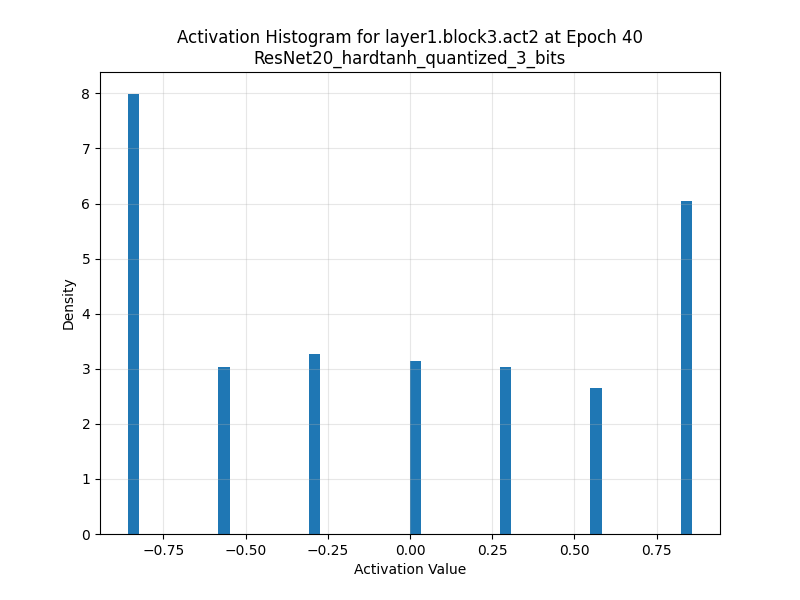 Activation Histogram for layer1.block3.act2 at Epoch 40
ResNet20_hardtanh_quantized_3_bits
8
7
6
5
4
3
2
1
0
Density
−0.75 −0.50 −0.25 0.00 0.25 0.50 0.75
Activation Value